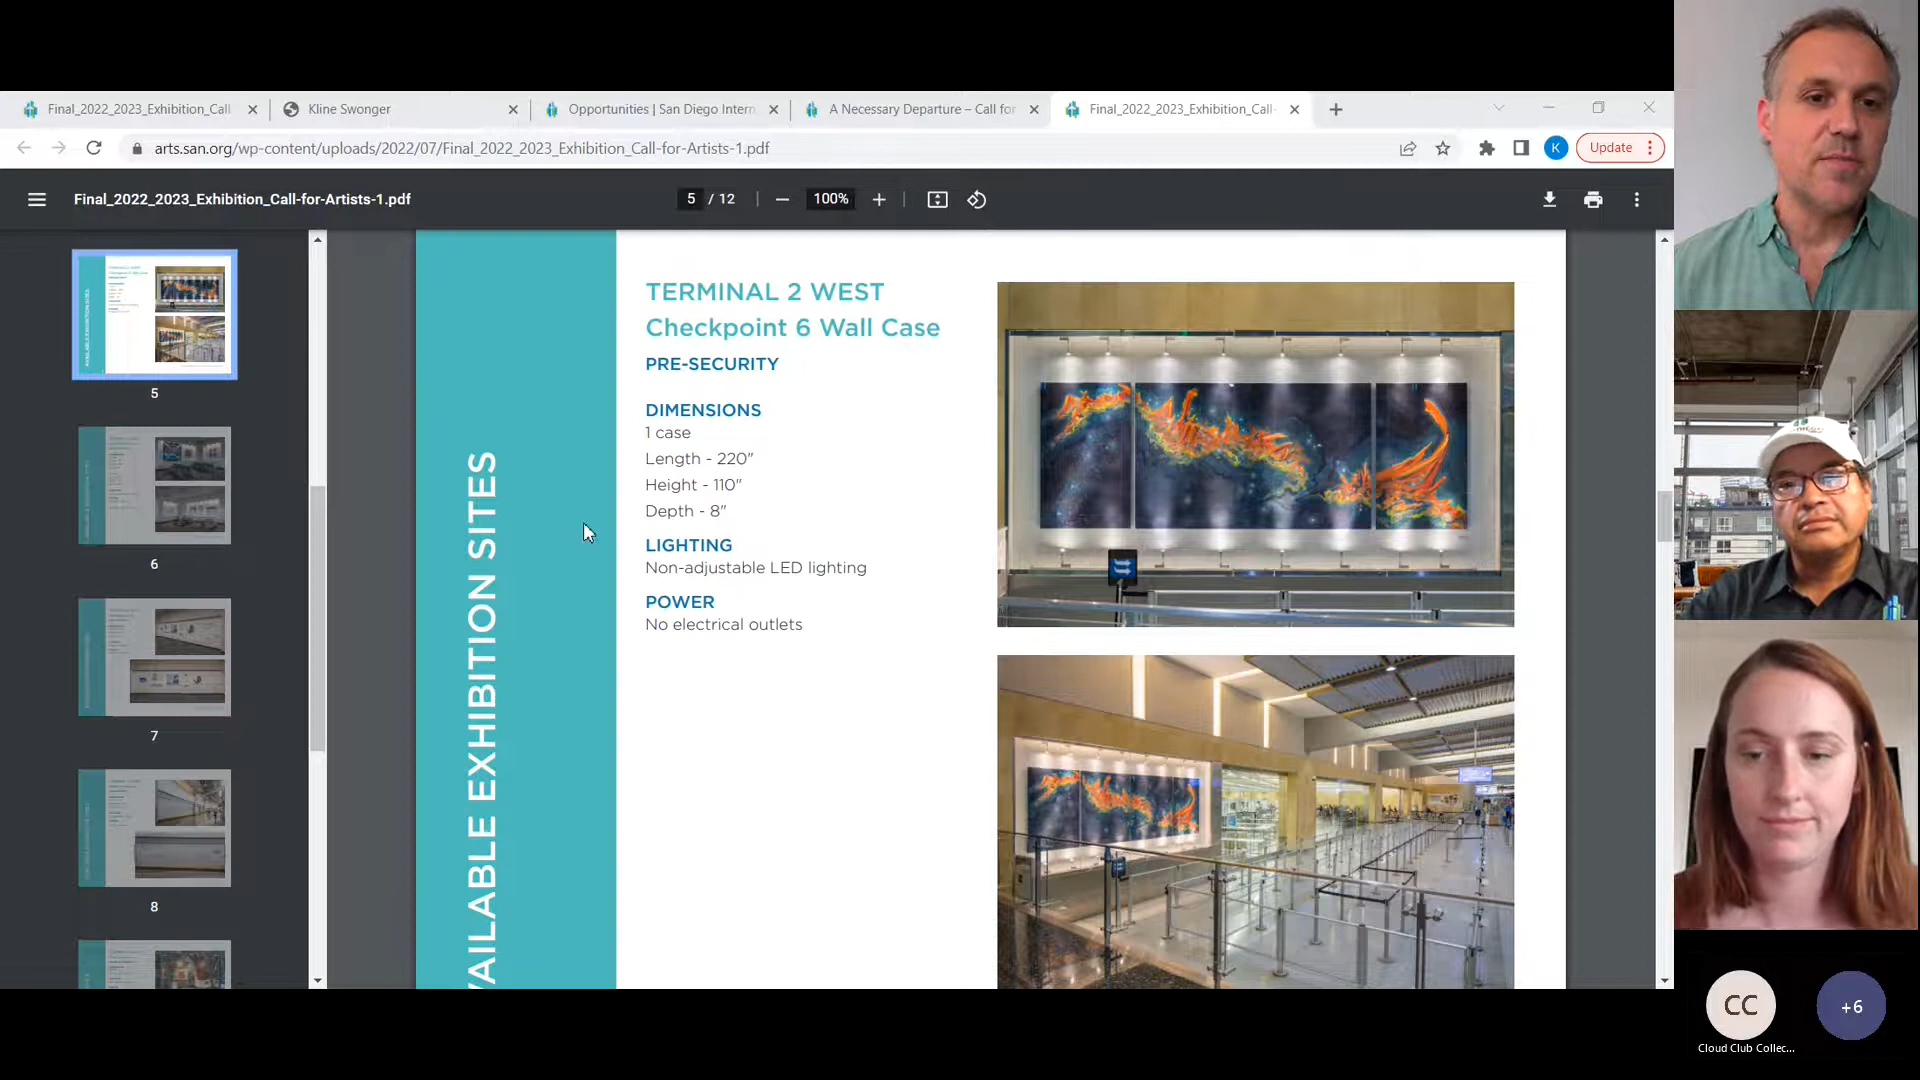 Final_2022_2023_Exhibition_Call
Kline Swonger
Opportunities | San Diego Intern
A Necessary Departure – Call for
Final_2022_2023_Exhibition_Call-
arts.san.org/wp-content/uploads/2022/07/Final_2022_2023_Exhibition_Call-for-Artists-1.pdf
K
Update
Final_2022_2023_Exhibition_Call-for-Artists-1.pdf
5 / 12
100%
5
6
7
8
VAILABLE EXHIBITION SITES
TERMINAL 2 WEST
Checkpoint 6 Wall Case
PRE-SECURITY
DIMENSIONS
1 case
Length - 220"
Height - 110"
Depth - 8"
LIGHTING
Non-adjustable LED lighting
POWER
No electrical outlets
CC
+6
Cloud Club Collec...